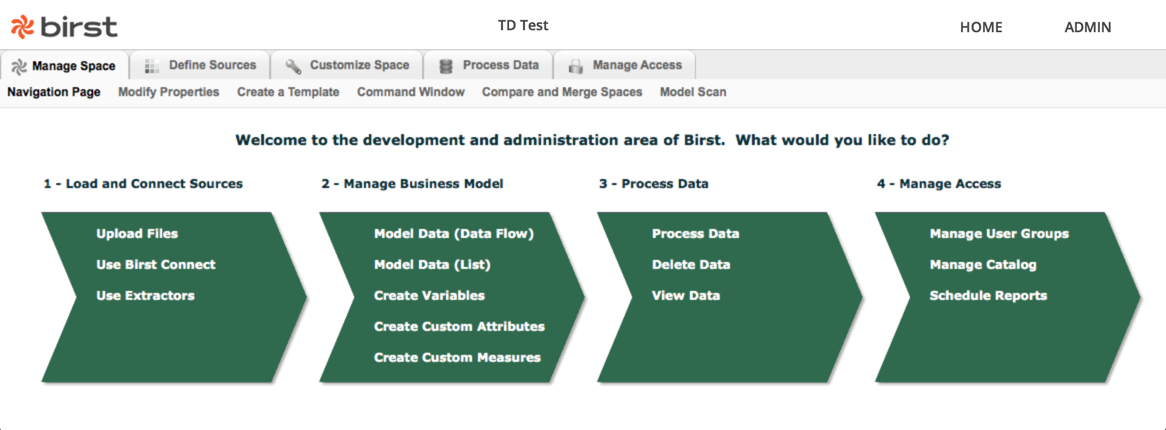 birst
TD Test
HOME
ADMIN
Manage Space
Define Sources
Customize Space
Process Data
Manage Access
Navigation Page
Modify Properties
Create a Template
Command Window
Compare and Merge Spaces
Model Scan
Welcome to the development and administration area of Birst. What would you like to do?
1 - Load and Connect Sources
Upload Files
Use Birst Connect
Use Extractors
2 - Manage Business Model
Model Data (Data Flow)
Model Data (List)
Create Variables
Create Custom Attributes
Create Custom Measures
3 - Process Data
Process Data
Delete Data
View Data
4 - Manage Access
Manage User Groups
Manage Catalog
Schedule Reports